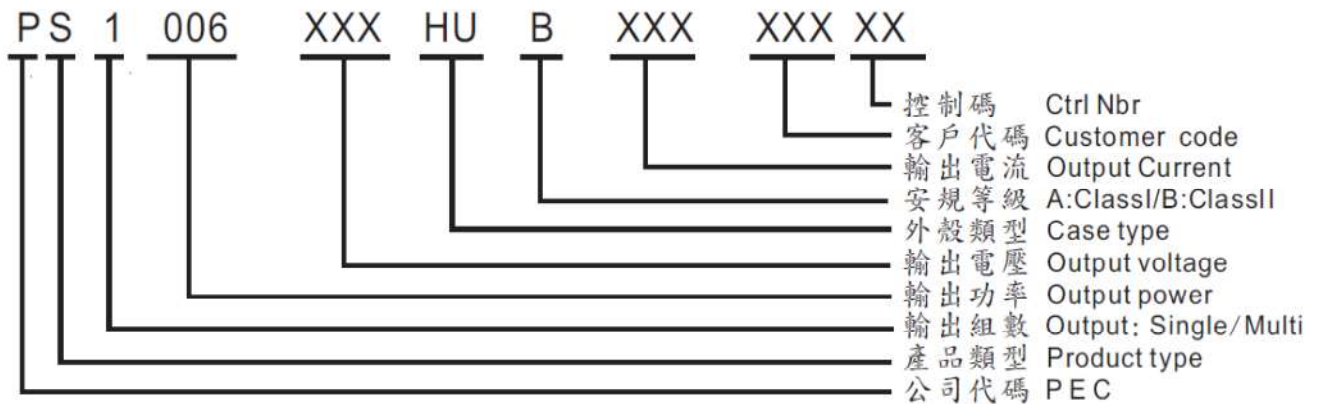 P S 1 006 XXX HU B XXX XXX XX
控制碼 Ctrl Nbr
客戶代碼 Customer code
輸出電流 Output Current
安規等級 A:ClassI/B:ClassII
外殼類型 Case type
輸出電壓 Output voltage
輸出功率 Output power
輸出組數 Output: Single/Multi
產品類型 Product type
公司代碼 PEC